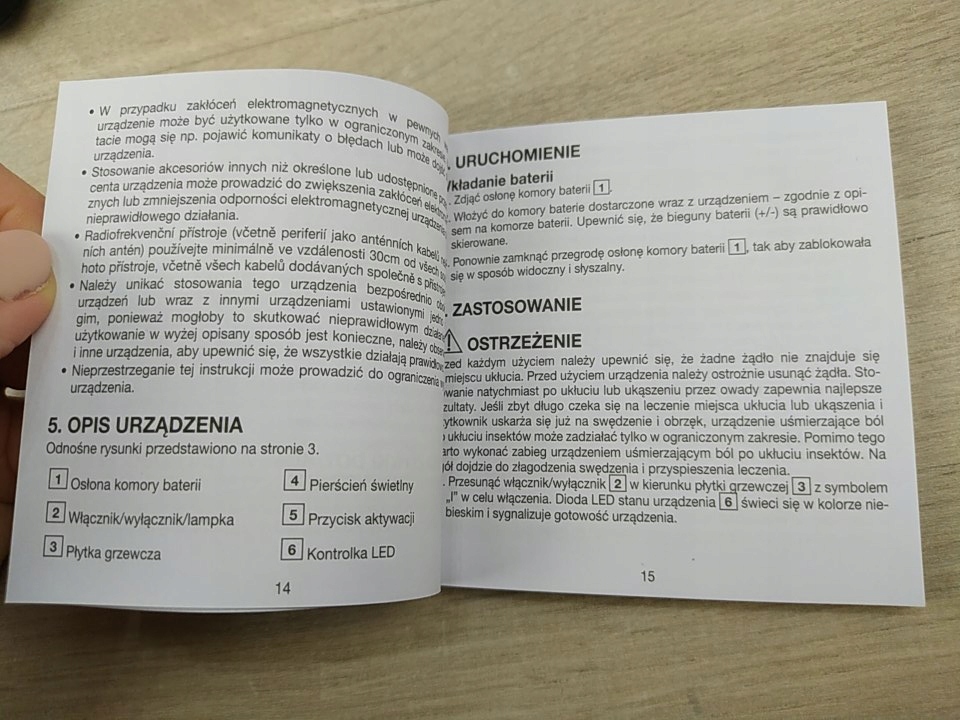 • W przypadku zakłóceń elektromagnetycznych w pewnych
urządzenie może być użytkowane tylko w ograniczonym zakresie
tacie mogą się np. pojawić komunikaty o błędach lub może dojść
urządzenia.
• Stosowanie akcesoriów innych niż określone lub udostępnione
centa urządzenia może prowadzić do zwiększenia zakłóceń
znych lub zmniejszenia odporności elektromagnetycznej urządzenia
nieprawidłowego działania.
• Radiofrekvenční přístroje (včetně periferií jako anténních kabelů
ních antén) používejte minimálně ve vzdálenosti 30cm od všech
hoto přístroje, včetně všech kabelů dodávaných společně s
• Należy unikać stosowania tego urządzenia bezpośrednio
urządzeń lub wraz z innymi urządzeniami ustawionymi
gim, ponieważ mogłoby to skutkować nieprawidłowym
użytkowanie w wyżej opisany sposób jest konieczne, należy
i inne urządzenia, aby upewnić się, że wszystkie działają
• Nieprzestrzeganie tej instrukcji może prowadzić do ograniczenia
urządzenia.
5. OPIS URZĄDZENIA
Odnośne rysunki przedstawiono na stronie 3.
1 Osłona komory baterii
2 Włącznik/wyłącznik/lampka
3 Płytka grzewcza
4 Pierścień świetlny
5 Przycisk aktywacji
6 Kontrolka LED
14
. URUCHOMIENIE
kładanie baterii
. Zdjąć osłonę komory baterii 1.
. Włożyć do komory baterie dostarczone wraz z urządzeniem – zgodnie z opi-
sem na komorze baterii. Upewnić się, że bieguny baterii (+/-) są prawidłowo
skierowane.
. Ponownie zamknąć przegrodę osłonę komory baterii 1, tak aby zablokowała
się w sposób widoczny i słyszalny.
. ZASTOSOWANIE
OSTRZEŻENIE
zed każdym użyciem należy upewnić się, że żadne żądło nie znajduje się
miejscu ukłucia. Przed użyciem urządzenia należy ostrożnie usunąć żądła. Sto-
wanie natychmiast po ukłuciu lub ukąszeniu przez owady zapewnia najlepsze
zultaty. Jeśli zbyt długo czeka się na leczenie miejsca ukłucia lub ukąszenia i
ytkownik uskarża się już na swędzenie i obrzęk, urządzenie uśmierzające ból
ukłuciu insektów może zadziałać tylko w ograniczonym zakresie. Pomimo tego
arto wykonać zabieg urządzeniem uśmierzającym ból po ukłuciu insektów. Na
ół dojdzie do złagodzenia swędzenia i przyspieszenia leczenia.
. Przesunąć włącznik/wyłącznik 2 w kierunku płytki grzewczej 3 z symbolem
„I” w celu włączenia. Dioda LED stanu urządzenia 6 świeci się w kolorze nie-
bieskim i sygnalizuje gotowość urządzenia.
15